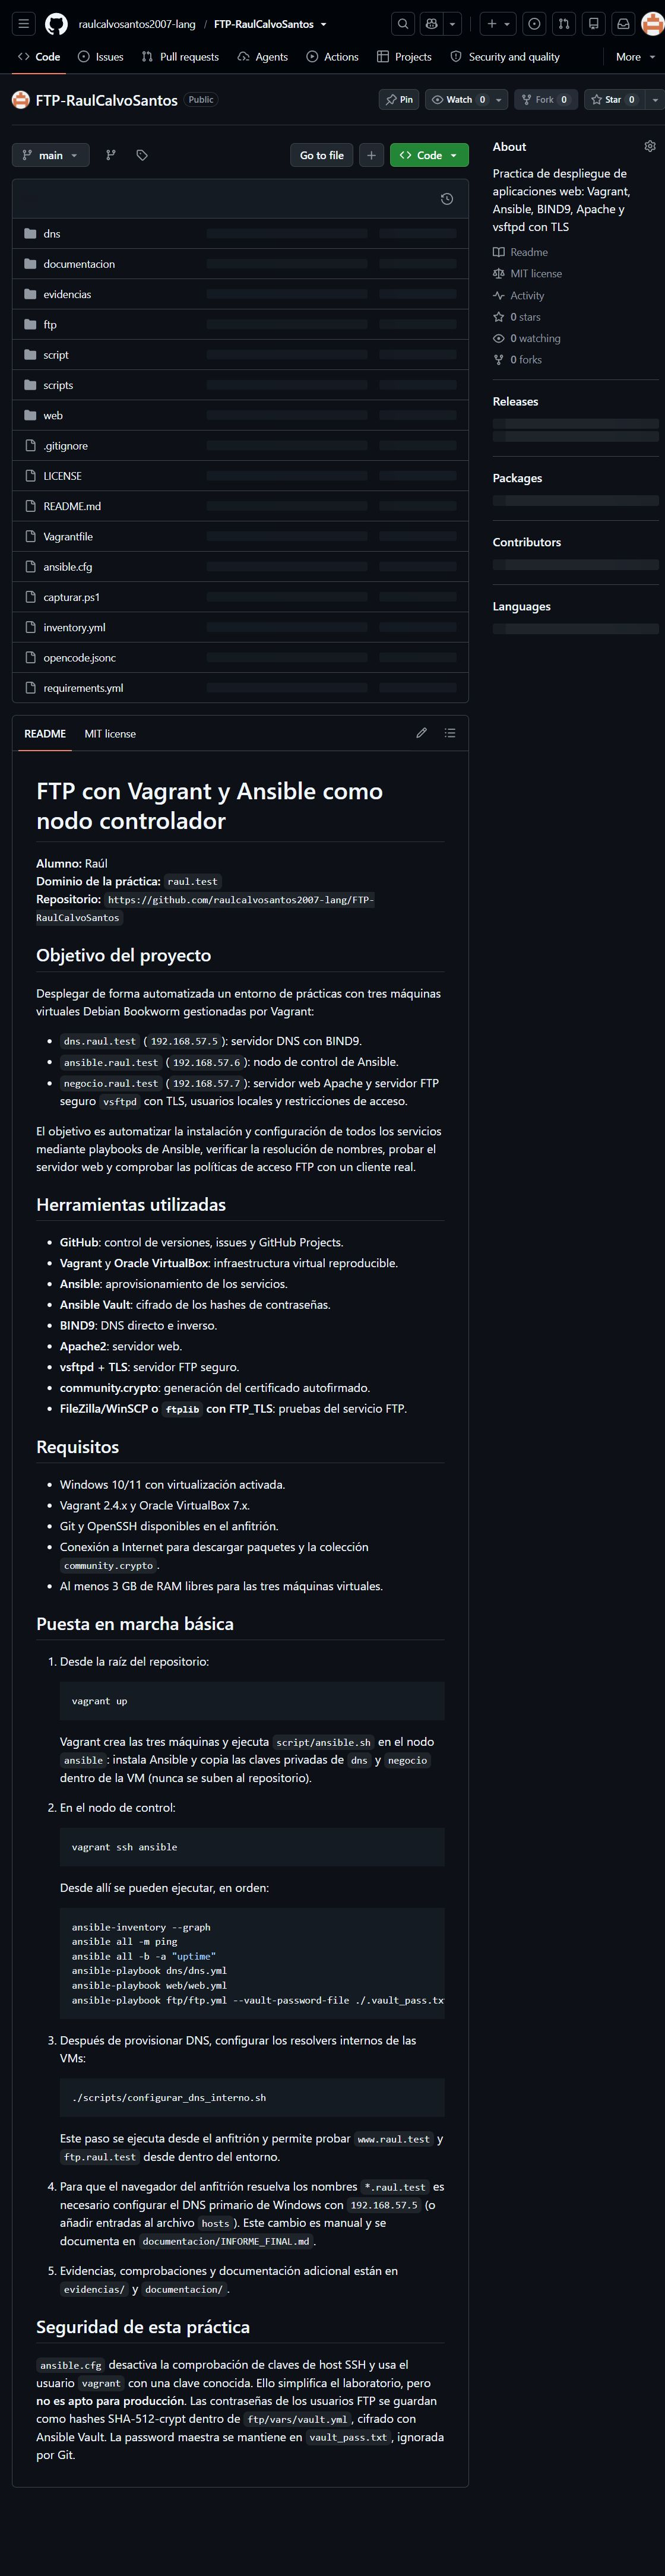 raulcalvosantos2007-lang / FTP-RaulCalvoSantos
Code Issues Pull requests Agents Actions Projects Security and quality More
FTP-RaulCalvoSantos Public Pin Watch 0 Fork 0 Star 0
main Go to file Code
dns
documentacion
evidencias
ftp
script
scripts
web
.gitignore
LICENSE
README.md
Vagrantfile
ansible.cfg
capturar.ps1
inventory.yml
opencode.jsonc
requirements.yml
About
Practica de despliegue de
aplicaciones web: Vagrant,
Ansible, BIND9, Apache y
vsftpd con TLS
Readme
MIT license
Activity
0 stars
0 watching
0 forks
Releases
Packages
Contributors
Languages
README MIT license
FTP con Vagrant y Ansible como
nodo controlador
Alumno: Raúl
Dominio de la práctica: raul.test
Repositorio: https://github.com/raulcalvosantos2007-lang/FTP-
RaulCalvoSantos
Objetivo del proyecto
Desplegar de forma automatizada un entorno de prácticas con tres máquinas
virtuales Debian Bookworm gestionadas por Vagrant:
• dns.raul.test (192.168.57.5): servidor DNS con BIND9.
• ansible.raul.test (192.168.57.6): nodo de control de Ansible.
• negocio.raul.test (192.168.57.7): servidor web Apache y servidor FTP
seguro vsftpd con TLS, usuarios locales y restricciones de acceso.
El objetivo es automatizar la instalación y configuración de todos los servicios
mediante playbooks de Ansible, verificar la resolución de nombres, probar el
servidor web y comprobar las políticas de acceso FTP con un cliente real.
Herramientas utilizadas
• GitHub: control de versiones, issues y GitHub Projects.
• Vagrant y Oracle VirtualBox: infraestructura virtual reproducible.
• Ansible: aprovisionamiento de los servicios.
• Ansible Vault: cifrado de los hashes de contraseñas.
• BIND9: DNS directo e inverso.
• Apache2: servidor web.
• vsftpd + TLS: servidor FTP seguro.
• community.crypto: generación del certificado autofirmado.
• FileZilla/WinSCP o ftplib con FTP_TLS: pruebas del servicio FTP.
Requisitos
• Windows 10/11 con virtualización activada.
• Vagrant 2.4.x y Oracle VirtualBox 7.x.
• Git y OpenSSH disponibles en el anfitrión.
• Conexión a Internet para descargar paquetes y la colección
community.crypto.
• Al menos 3 GB de RAM libres para las tres máquinas virtuales.
Puesta en marcha básica
1. Desde la raíz del repositorio:
vagrant up
Vagrant crea las tres máquinas y ejecuta script/ansible.sh en el nodo
ansible: instala Ansible y copia las claves privadas de dns y negocio
dentro de la VM (nunca se suben al repositorio).
2. En el nodo de control:
vagrant ssh ansible
Desde allí se pueden ejecutar, en orden:
ansible-inventory --graph
ansible all -m ping
ansible all -b -a "uptime"
ansible-playbook dns/dns.yml
ansible-playbook web/web.yml
ansible-playbook ftp/ftp.yml --vault-password-file ./.vault_pass.tx
3. Después de provisionar DNS, configurar los resolvers internos de las
VMs:
./scripts/configurar_dns_interno.sh
Este paso se ejecuta desde el anfitrión y permite probar www.raul.test y
ftp.raul.test desde dentro del entorno.
4. Para que el navegador del anfitrión resuelva los nombres *.raul.test es
necesario configurar el DNS primario de Windows con 192.168.57.5 (o
añadir entradas al archivo hosts). Este cambio es manual y se
documenta en documentacion/INFORME_FINAL.md.
5. Evidencias, comprobaciones y documentación adicional están en
evidencias/ y documentacion/.
Seguridad de esta práctica
ansible.cfg desactiva la comprobación de claves de host SSH y usa el
usuario vagrant con una clave conocida. Ello simplifica el laboratorio, pero
no es apto para producción. Las contraseñas de los usuarios FTP se guardan
como hashes SHA-512-crypt dentro de ftp/vars/vault.yml, cifrado con
Ansible Vault. La password maestra se mantiene en vault_pass.txt, ignorada
por Git.